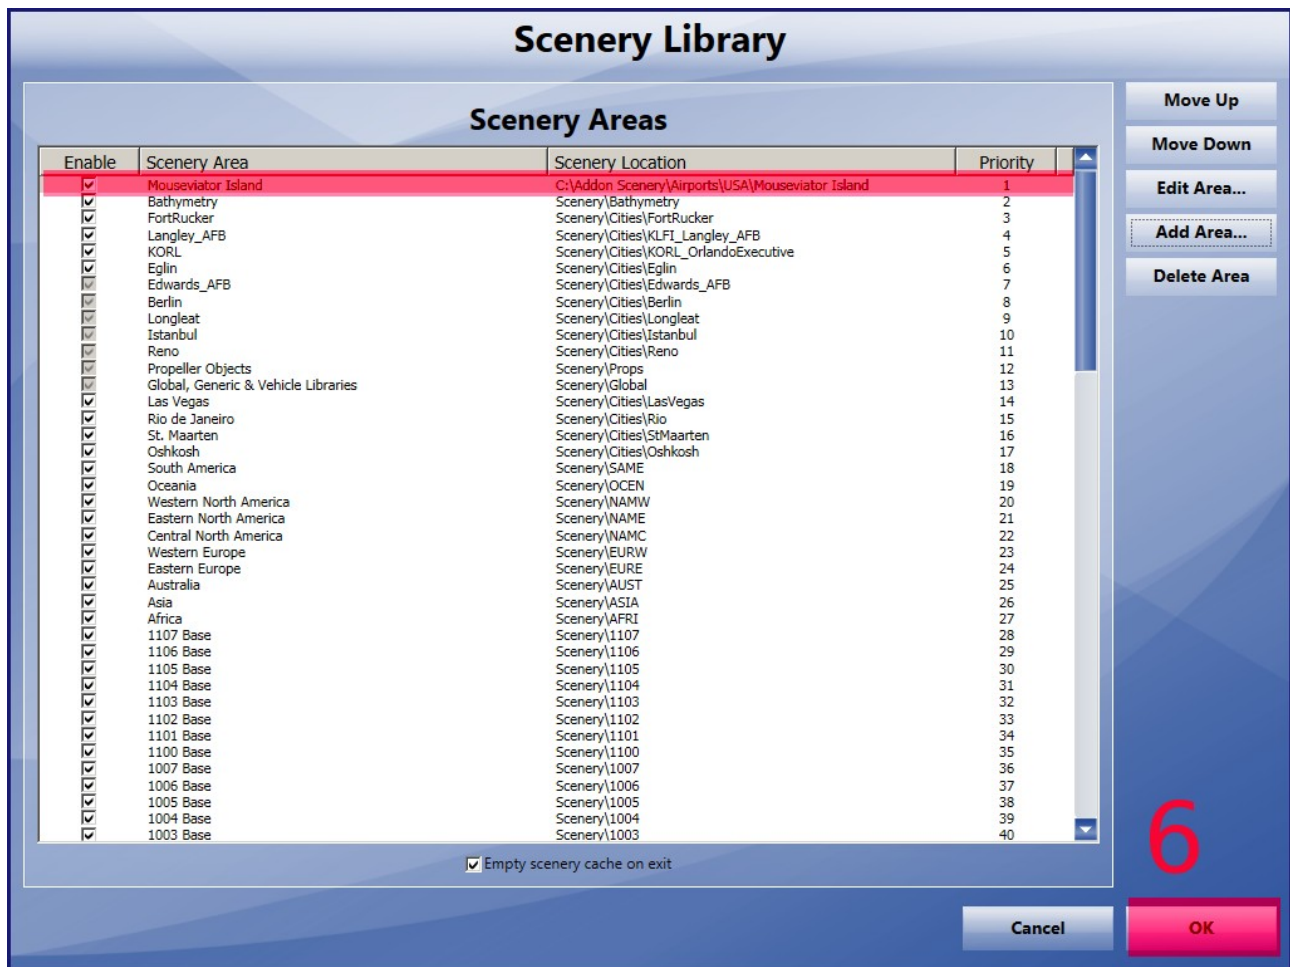 Scenery Library
Scenery Areas
Enable Scenery Area Scenery Location Priority
Mouseviator Island C:\Addon Scenery\Airports\USA\Mouseviator Island 1
Bathymetry Scenery\Bathymetry 2
FortRucker Scenery\Cities\FortRucker 3
Langley_AFB Scenery\Cities\KLFI_Langley_AFB 4
KORL Scenery\Cities\KORL_OrlandoExecutive 5
Eglin Scenery\Cities\Eglin 6
Edwards_AFB Scenery\Cities\Edwards_AFB 7
Berlin Scenery\Cities\Berlin 8
Longleat Scenery\Cities\Longleat 9
Istanbul Scenery\Cities\Istanbul 10
Reno Scenery\Cities\Reno 11
Propeller Objects Scenery\Props 12
Global, Generic & Vehicle Libraries Scenery\Global 13
Las Vegas Scenery\Cities\LasVegas 14
Rio de Janeiro Scenery\Cities\Rio 15
St. Maarten Scenery\Cities\StMaarten 16
Oshkosh Scenery\Cities\Oshkosh 17
South America Scenery\SAME 18
Oceania Scenery\OCEN 19
Western North America Scenery\NAMW 20
Eastern North America Scenery\NAME 21
Central North America Scenery\NAMC 22
Western Europe Scenery\EURW 23
Eastern Europe Scenery\EURE 24
Australia Scenery\AUST 25
Asia Scenery\ASIA 26
Africa Scenery\AFRI 27
1107 Base Scenery\1107 28
1106 Base Scenery\1106 29
1105 Base Scenery\1105 30
1104 Base Scenery\1104 31
1103 Base Scenery\1103 32
1102 Base Scenery\1102 33
1101 Base Scenery\1101 34
1100 Base Scenery\1100 35
1007 Base Scenery\1007 36
1006 Base Scenery\1006 37
1005 Base Scenery\1005 38
1004 Base Scenery\1004 39
1003 Base Scenery\1003 40
Empty scenery cache on exit
Move Up
Move Down
Edit Area...
Add Area...
Delete Area
6
Cancel
OK